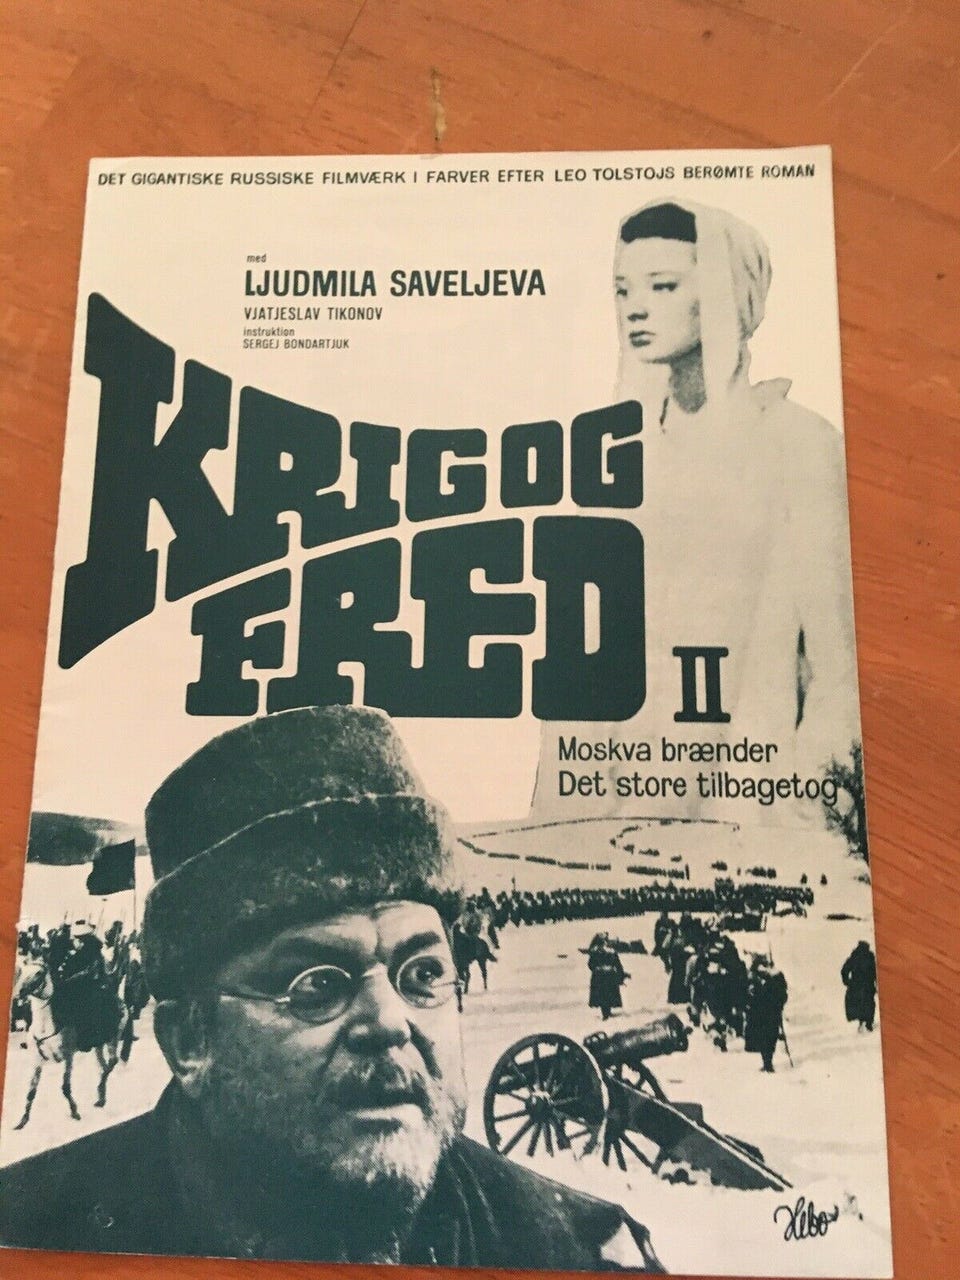 DET GIGANTISKE RUSSISKE FILMVÆRK I FARVER EFTER LEO TOLSTOJS BERØMTE ROMAN
med
LJUDMILA SAVELJEVA
VJATJESLAV TIKONOV
instruktion
SERGEJ BONDARTJUK
KRIG OG
FRED II
Moskva brænder
Det store tilbagetog